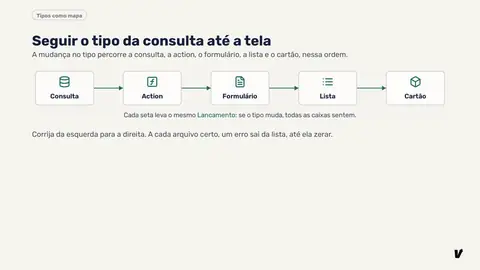 Tipos como mapa
Seguir o tipo da consulta até a tela
A mudança no tipo percorre a consulta, a action, o formulário, a lista e o cartão, nessa ordem.
Consulta
Action
Formulário
Lista
Cartão
Cada seta leva o mesmo Lancamento: se o tipo muda, todas as caixas sentem.
Corrija da esquerda para a direita. A cada arquivo certo, um erro sai da lista, até ela zerar.